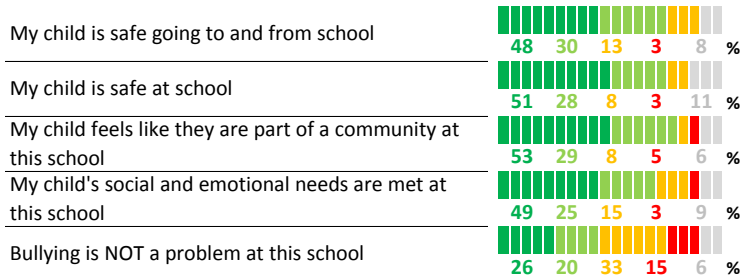 My child is safe going to and from school
48 30 13 3 8 %
My child is safe at school
51 28 8 3 11 %
My child feels like they are part of a community at
this school
53 29 8 5 6 %
My child's social and emotional needs are met at
this school
49 25 15 3 9 %
Bullying is NOT a problem at this school
26 20 33 15 6 %